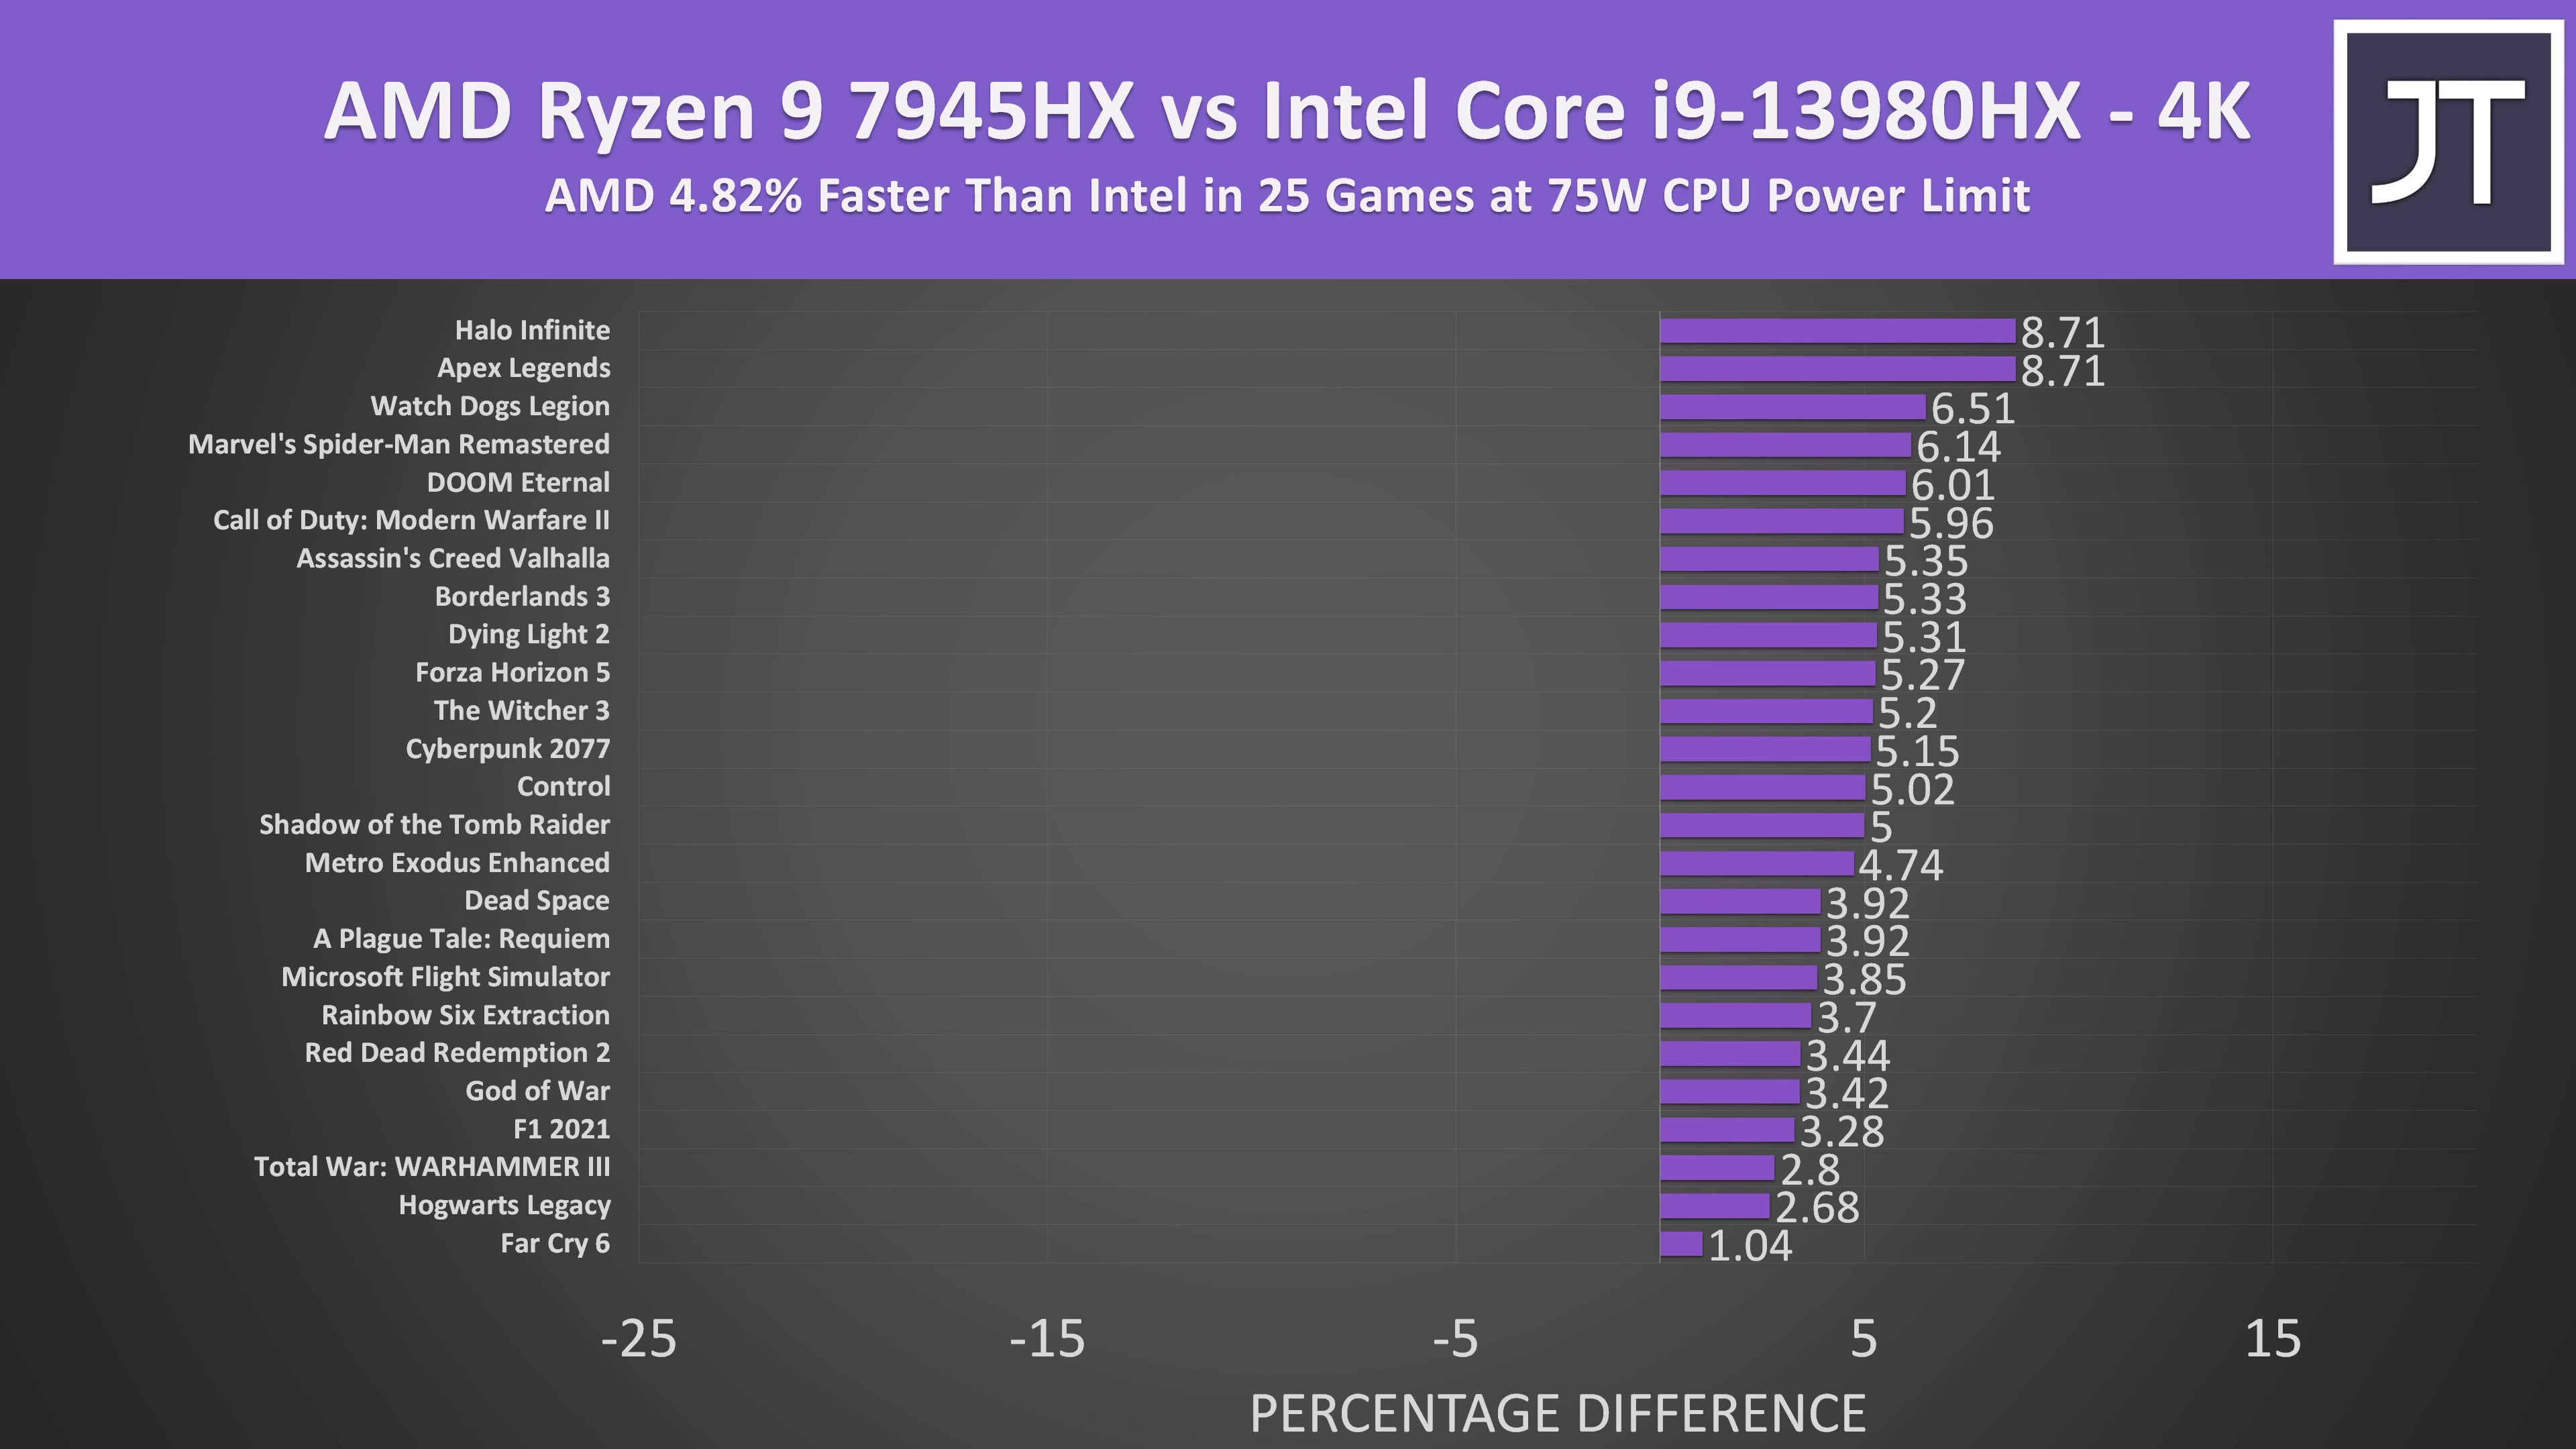 AMD Ryzen 9 7945HX vs Intel Core i9-13980HX - 4K
AMD 4.82% Faster Than Intel in 25 Games at 75W CPU Power Limit
JT
Halo Infinite 8.71
Apex Legends 8.71
Watch Dogs Legion 6.51
Marvel's Spider-Man Remastered 6.14
DOOM Eternal 6.01
Call of Duty: Modern Warfare II 5.96
Assassin's Creed Valhalla 5.35
Borderlands 3 5.33
Dying Light 2 5.31
Forza Horizon 5 5.27
The Witcher 3 5.2
Cyberpunk 2077 5.15
Control 5.02
Shadow of the Tomb Raider 5
Metro Exodus Enhanced 4.74
Dead Space 3.92
A Plague Tale: Requiem 3.92
Microsoft Flight Simulator 3.85
Rainbow Six Extraction 3.7
Red Dead Redemption 2 3.44
God of War 3.42
F1 2021 3.28
Total War: WARHAMMER III 2.8
Hogwarts Legacy 2.68
Far Cry 6 1.04
-25 -15 -5 5 15
PERCENTAGE DIFFERENCE